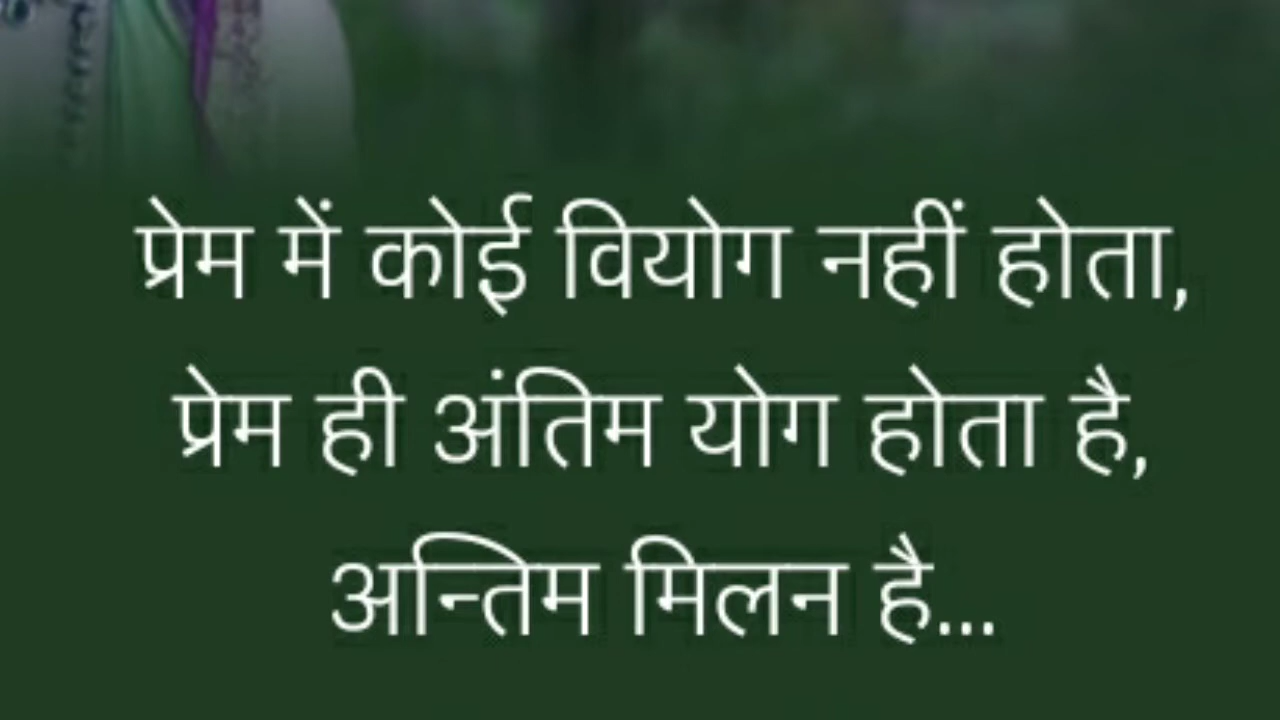 प्रेम में कोई वियोग नहीं होता,
प्रेम ही अंतिम योग होता है,
अन्तिम मिलन है...